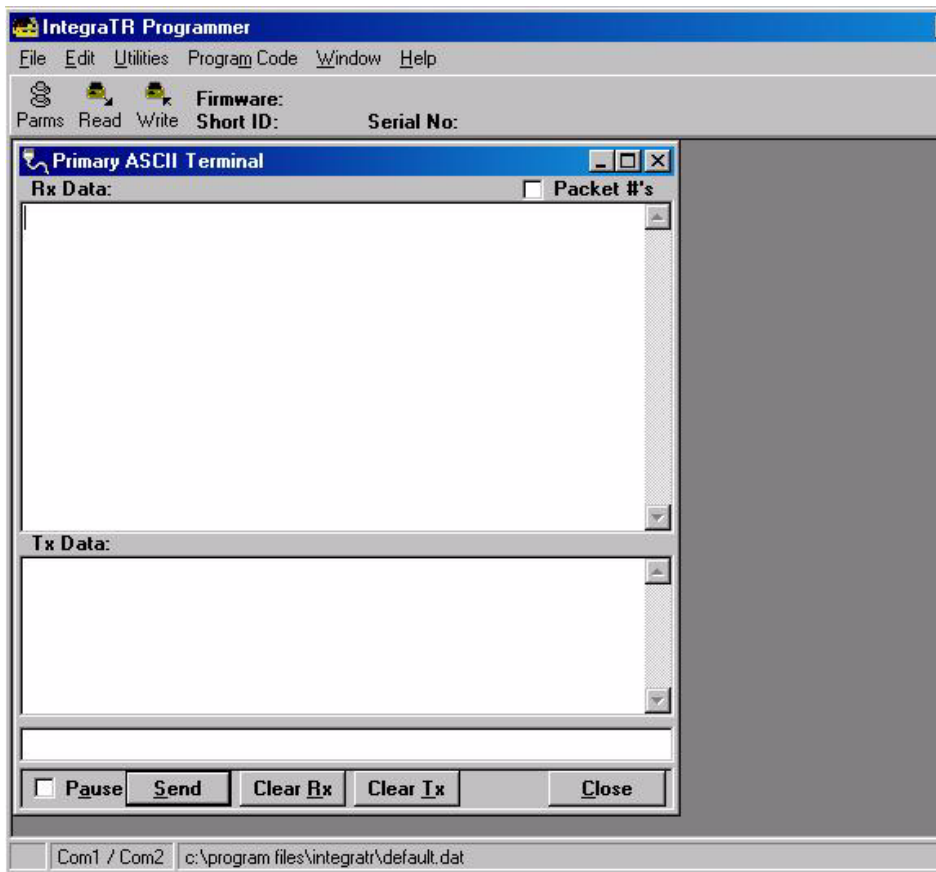 IntegraTR Programmer
File Edit Utilities Program Code Window Help
Parms Read Write
Firmware:
Short ID: Serial No:
Primary ASCII Terminal
Rx Data: Packet #'s
Tx Data:
Pause Send Clear Rx Clear Tx Close
Com1 / Com2 c:\program files\integratr\default.dat